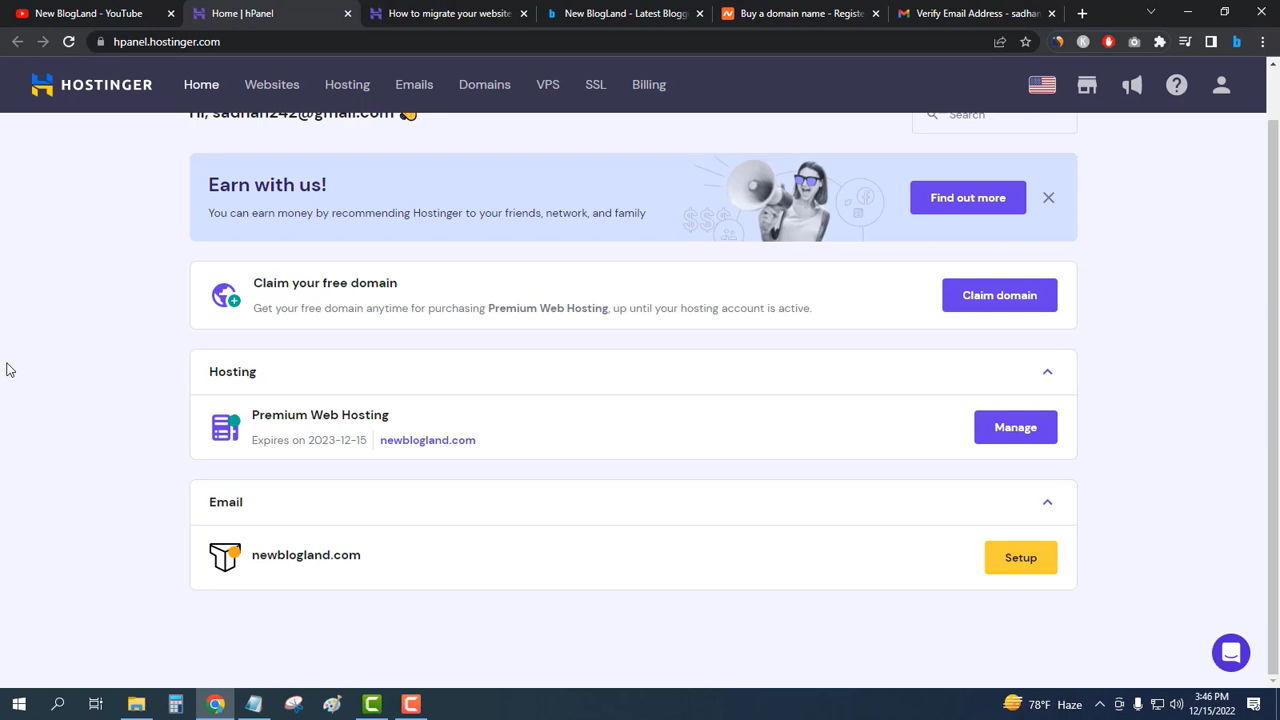 New BlogLand - YouTube
Home | hPanel
How to migrate your website
New BlogLand - Latest Blogg
Buy a domain name - Registe
Verify Email Address - sadhan
hpanel.hostinger.com
HOSTINGER
Home
Websites
Hosting
Emails
Domains
VPS
SSL
Billing
Hi, sadhan242@gmail.com
Search
Earn with us!
You can earn money by recommending Hostinger to your friends, network, and family
Find out more
Claim your free domain
Get your free domain anytime for purchasing Premium Web Hosting, up until your hosting account is active.
Claim domain
Hosting
Premium Web Hosting
Expires on 2023-12-15
newblogland.com
Manage
Email
newblogland.com
Setup
78°F Haze
3:46 PM
12/15/2022